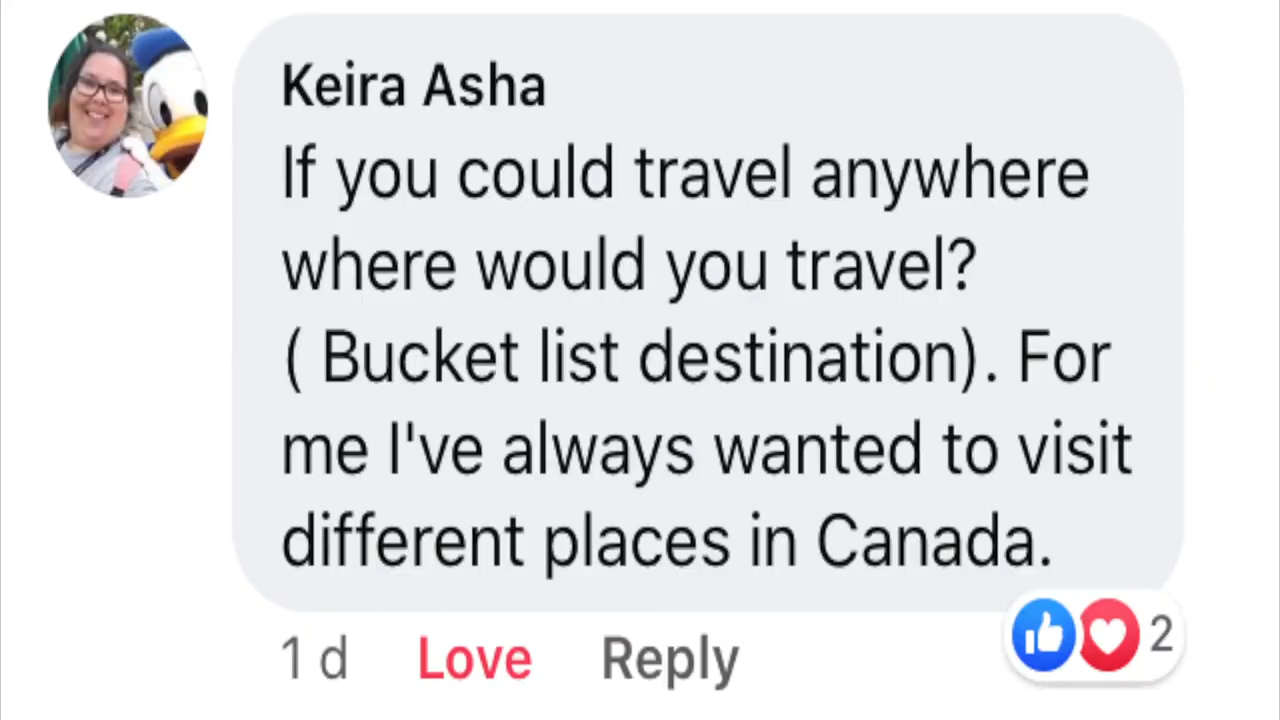 Keira Asha
If you could travel anywhere
where would you travel?
( Bucket list destination). For
me I've always wanted to visit
different places in Canada.
1 d Love Reply 2